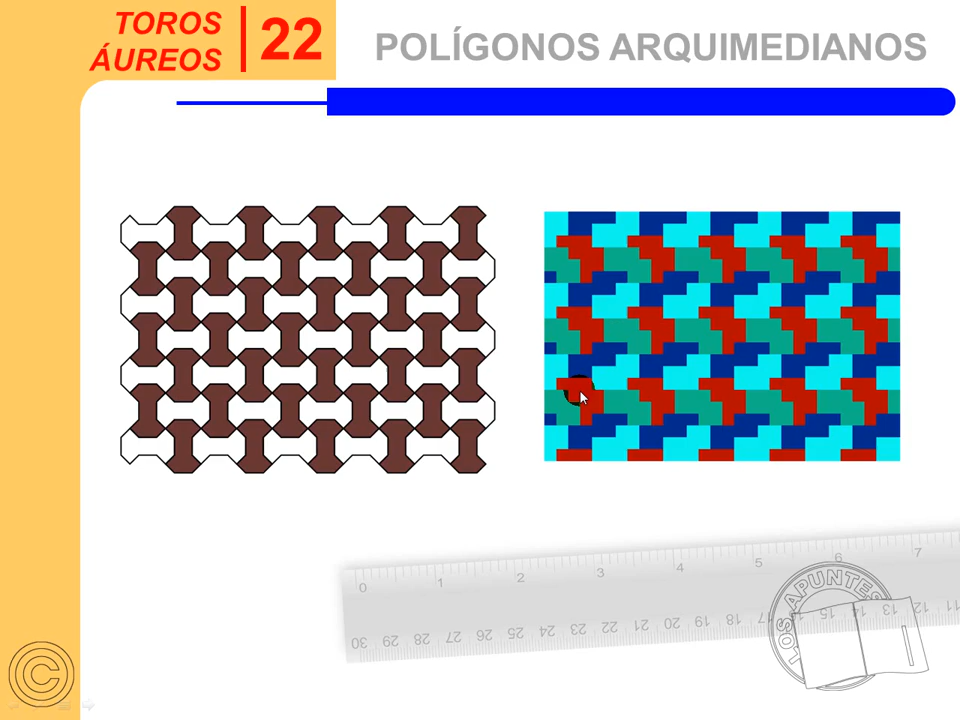 TOROS
ÁUREOS
22
POLÍGONOS ARQUIMEDIANOS
0 1 2 3 4 5 6 7
30 29 28 27 26 25 24 23 22 21 20 19 18 17 16 15 14 13 12 11
LOS APUNTES
C